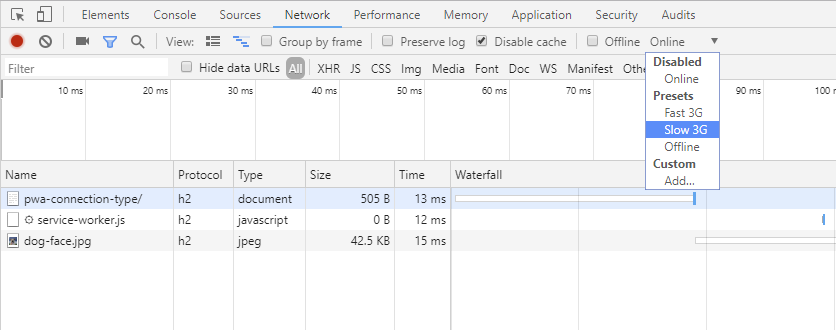 Elements Console Sources Network Performance Memory Application Security Audits
View: Group by frame Preserve log Disable cache Offline Online
Filter Hide data URLs All XHR JS CSS Img Media Font Doc WS Manifest Othe
Disabled
Online
Presets
Fast 3G
Slow 3G
Offline
Custom
Add...
10 ms 20 ms 30 ms 40 ms 50 ms 60 ms 70 ms 90 ms 100 m
Name Protocol Type Size Time Waterfall
pwa-connection-type/ h2 document 505 B 13 ms
service-worker.js h2 javascript 0 B 12 ms
dog-face.jpg h2 jpeg 42.5 KB 15 ms